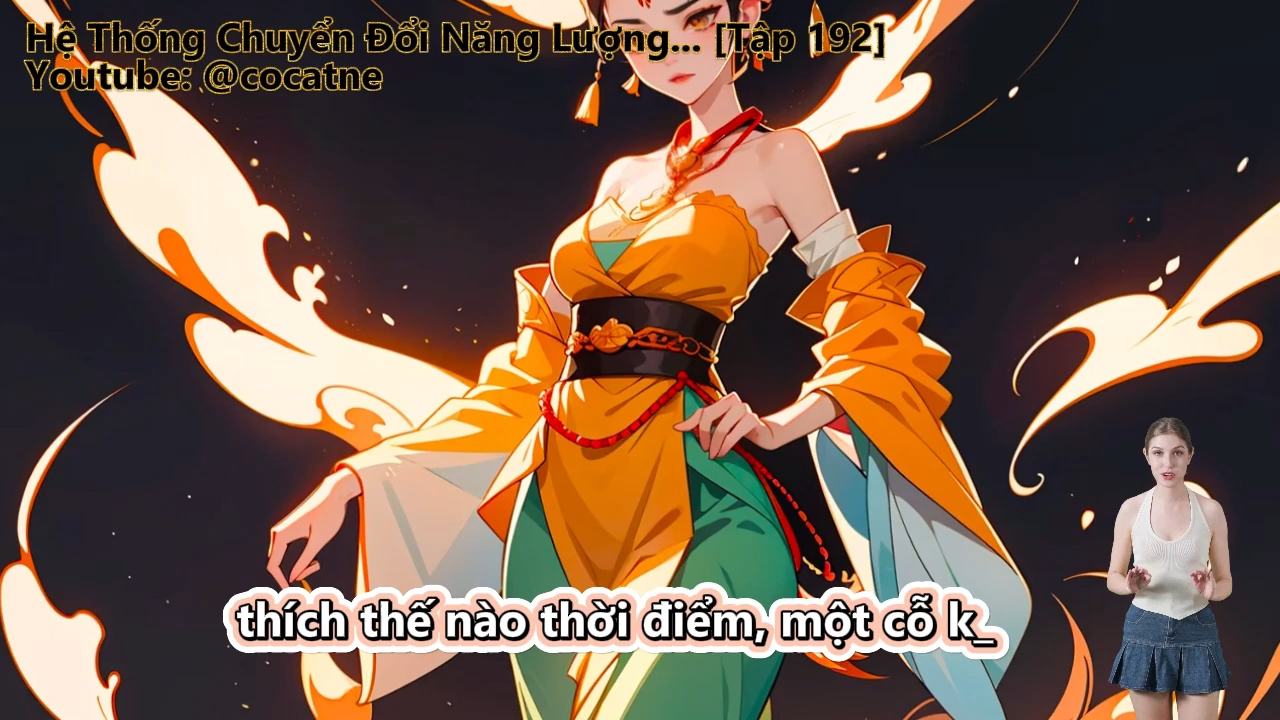 Hệ Thống Chuyển Đổi Năng Lượng... [Tập 192]
Youtube: @cocatne
thích thế nào thời điểm, một cỗ k_